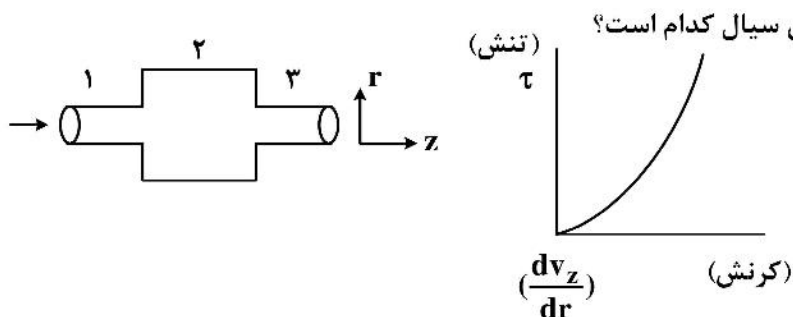 سیال کدام است؟
(تنش)
τ
۱ ۲ ۳
r
z
(کرنش)
(dv_z/dr)